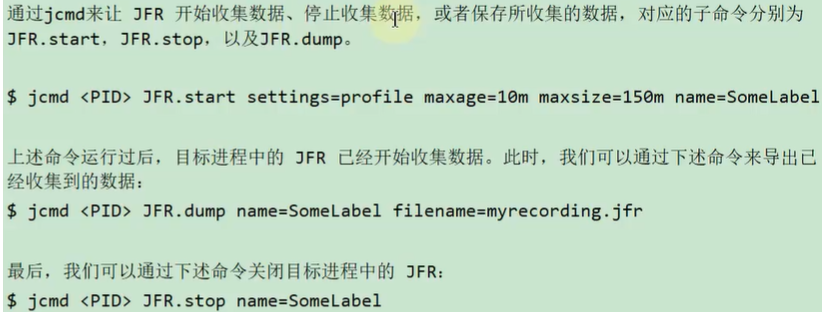 通过jcmd来让 JFR 开始收集数据、停止收集数据，或者保存所收集的数据，对应的子命令分别为
JFR.start，JFR.stop，以及JFR.dump。
$ jcmd <PID> JFR.start settings=profile maxage=10m maxsize=150m name=SomeLabel
上述命令运行过后，目标进程中的 JFR 已经开始收集数据。此时，我们可以通过下述命令来导出已
经收集到的数据：
$ jcmd <PID> JFR.dump name=SomeLabel filename=myrecording.jfr
最后，我们可以通过下述命令关闭目标进程中的 JFR：
$ jcmd <PID> JFR.stop name=SomeLabel